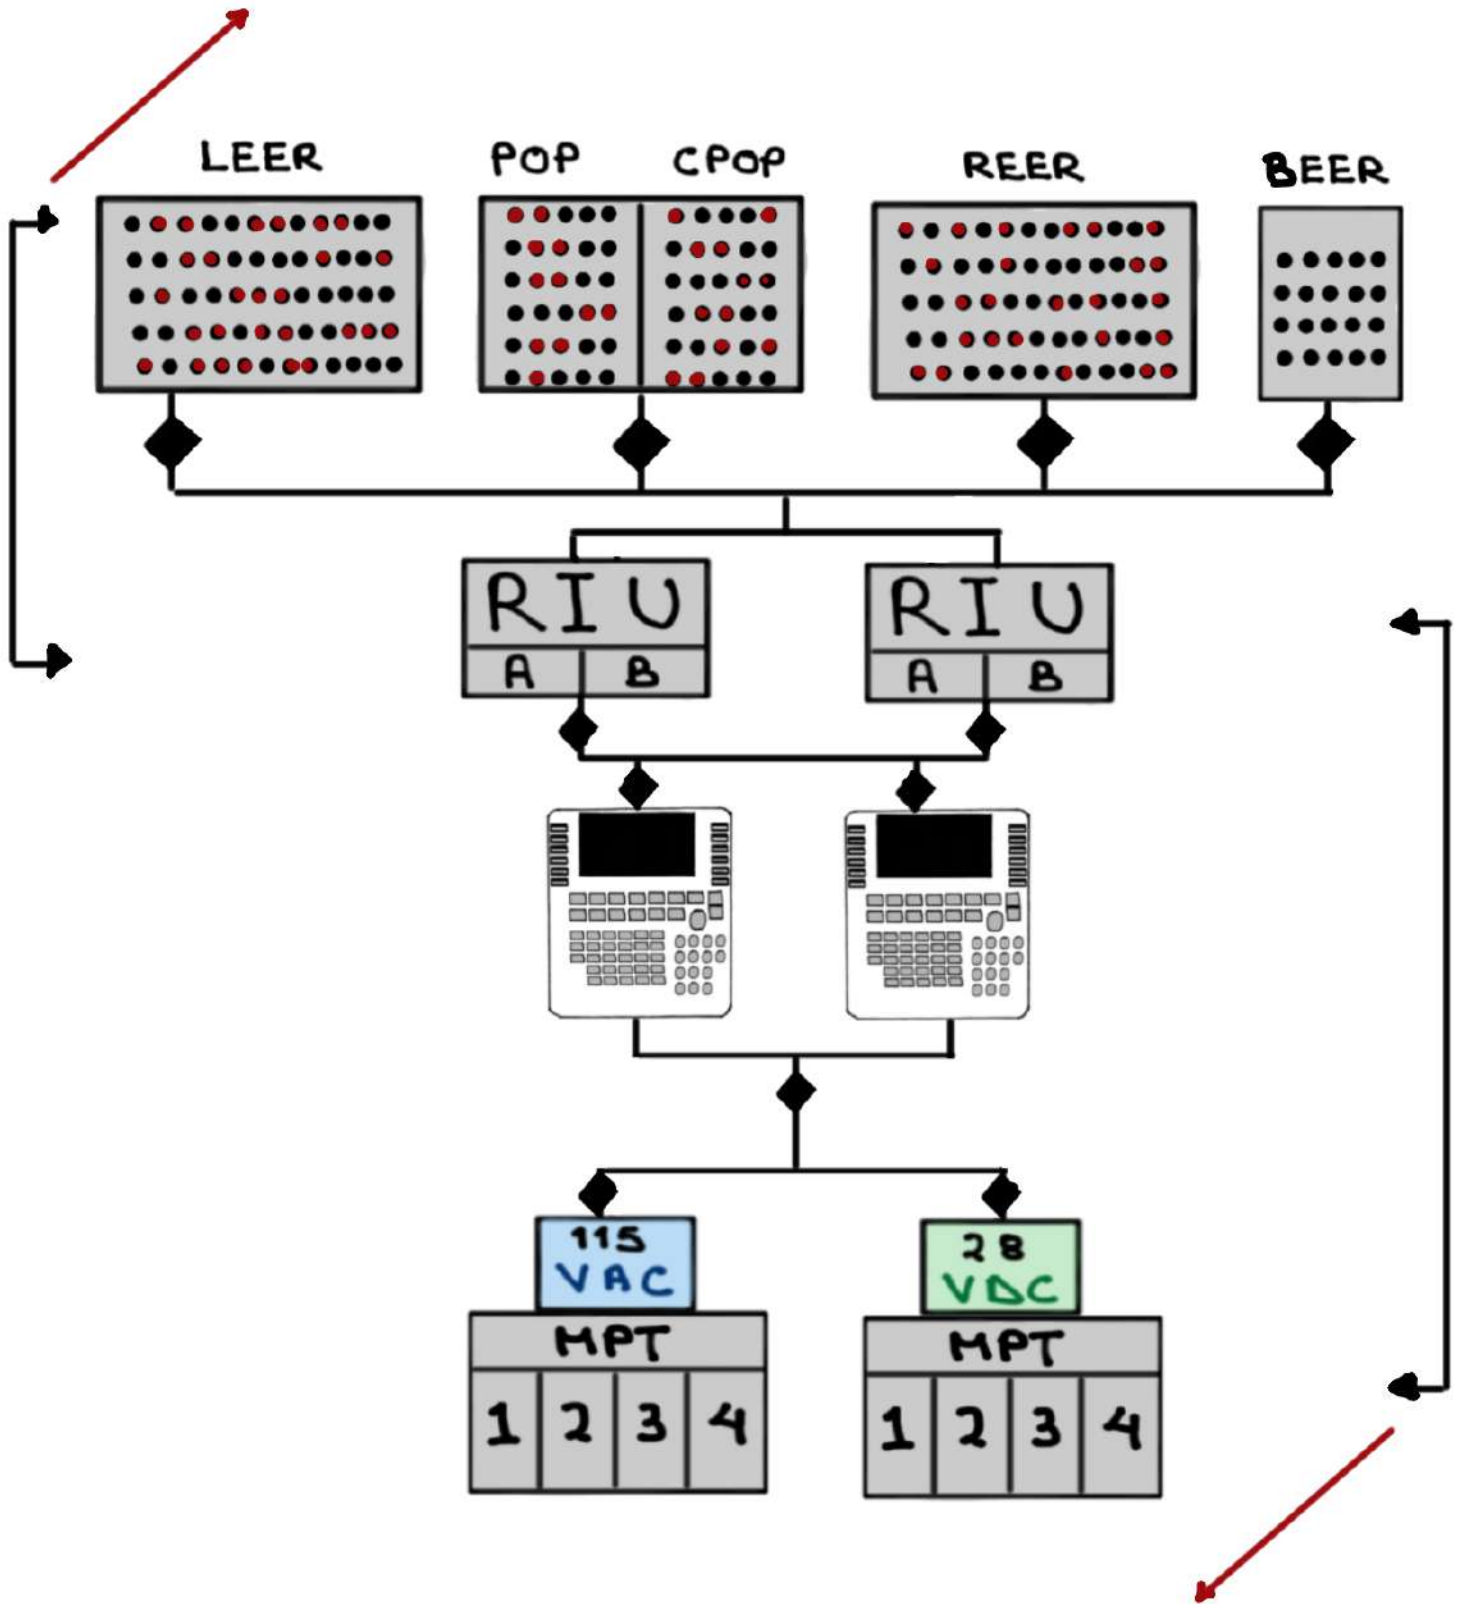 LEER POP CPOP REER BEER
RIU RIU
A B A B
115 28
VAC VDC
MPT MPT
1 2 3 4 1 2 3 4